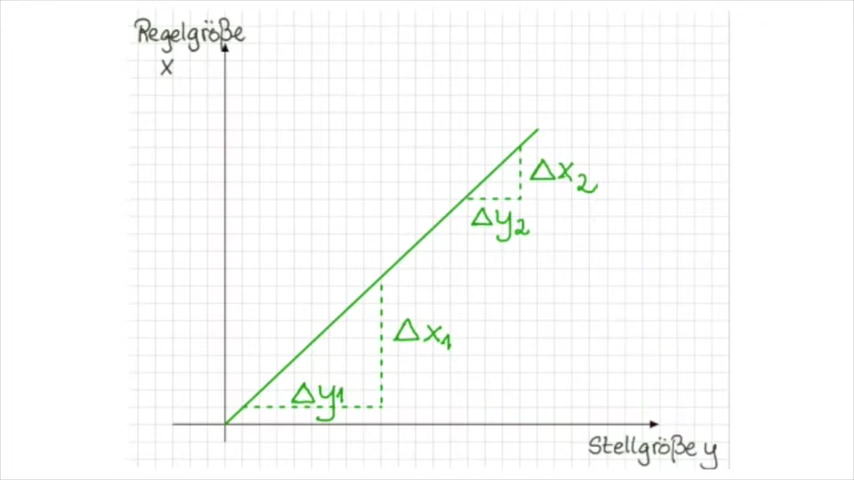 Regelgröße
x
Δx2
Δy2
Δx1
Δy1
Stellgröße y